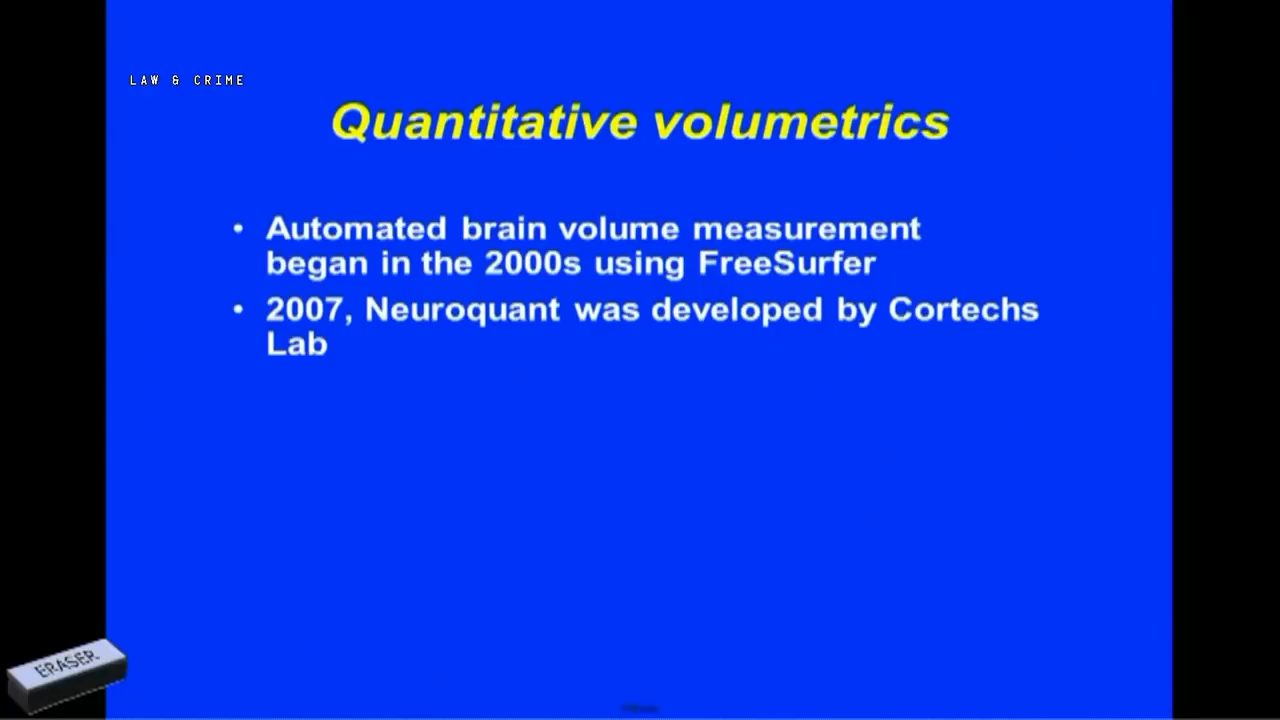 LAW & CRIME
Quantitative volumetrics
• Automated brain volume measurement
began in the 2000s using FreeSurfer
• 2007, Neuroquant was developed by Cortechs
Lab
ERASER